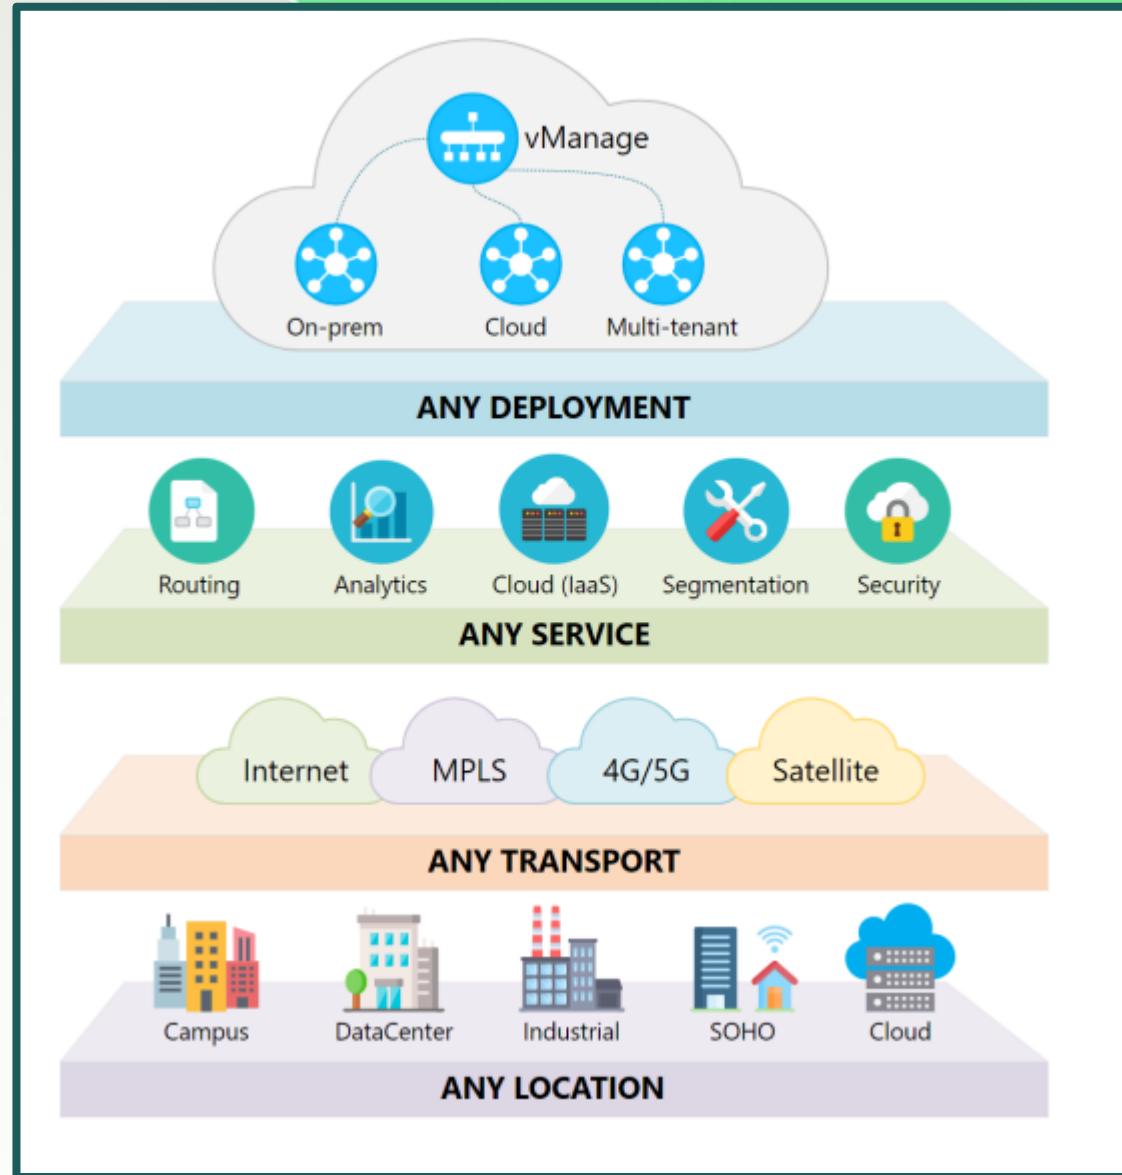 vManage
On-prem Cloud Multi-tenant
ANY DEPLOYMENT
Routing Analytics Cloud (IaaS) Segmentation Security
ANY SERVICE
Internet MPLS 4G/5G Satellite
ANY TRANSPORT
Campus DataCenter Industrial SOHO Cloud
ANY LOCATION